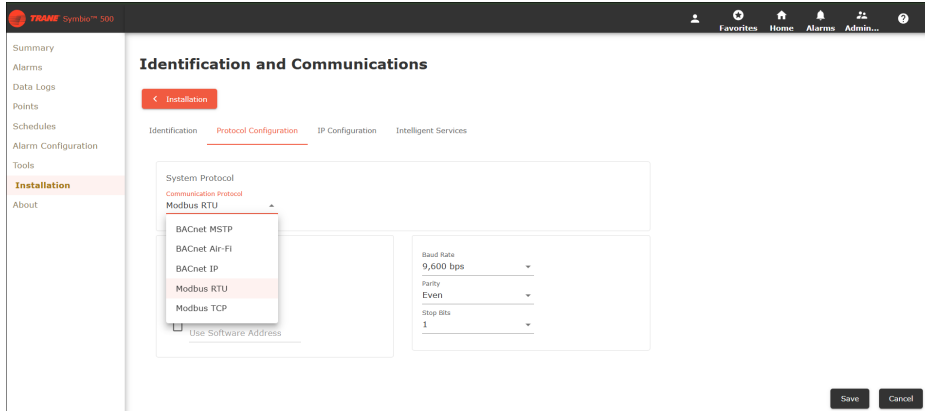 TRANE Symbio™ 500
Favorites
Home
Alarms
Admin...
Summary
Alarms
Data Logs
Points
Schedules
Alarm Configuration
Tools
Installation
About
Identification and Communications
Installation
Identification
Protocol Configuration
IP Configuration
Intelligent Services
System Protocol
Communication Protocol
Modbus RTU
BACnet MSTP
BACnet Air-Fi
BACnet IP
Modbus RTU
Modbus TCP
Use Software Address
Baud Rate
9,600 bps
Parity
Even
Stop Bits
1
Save
Cancel